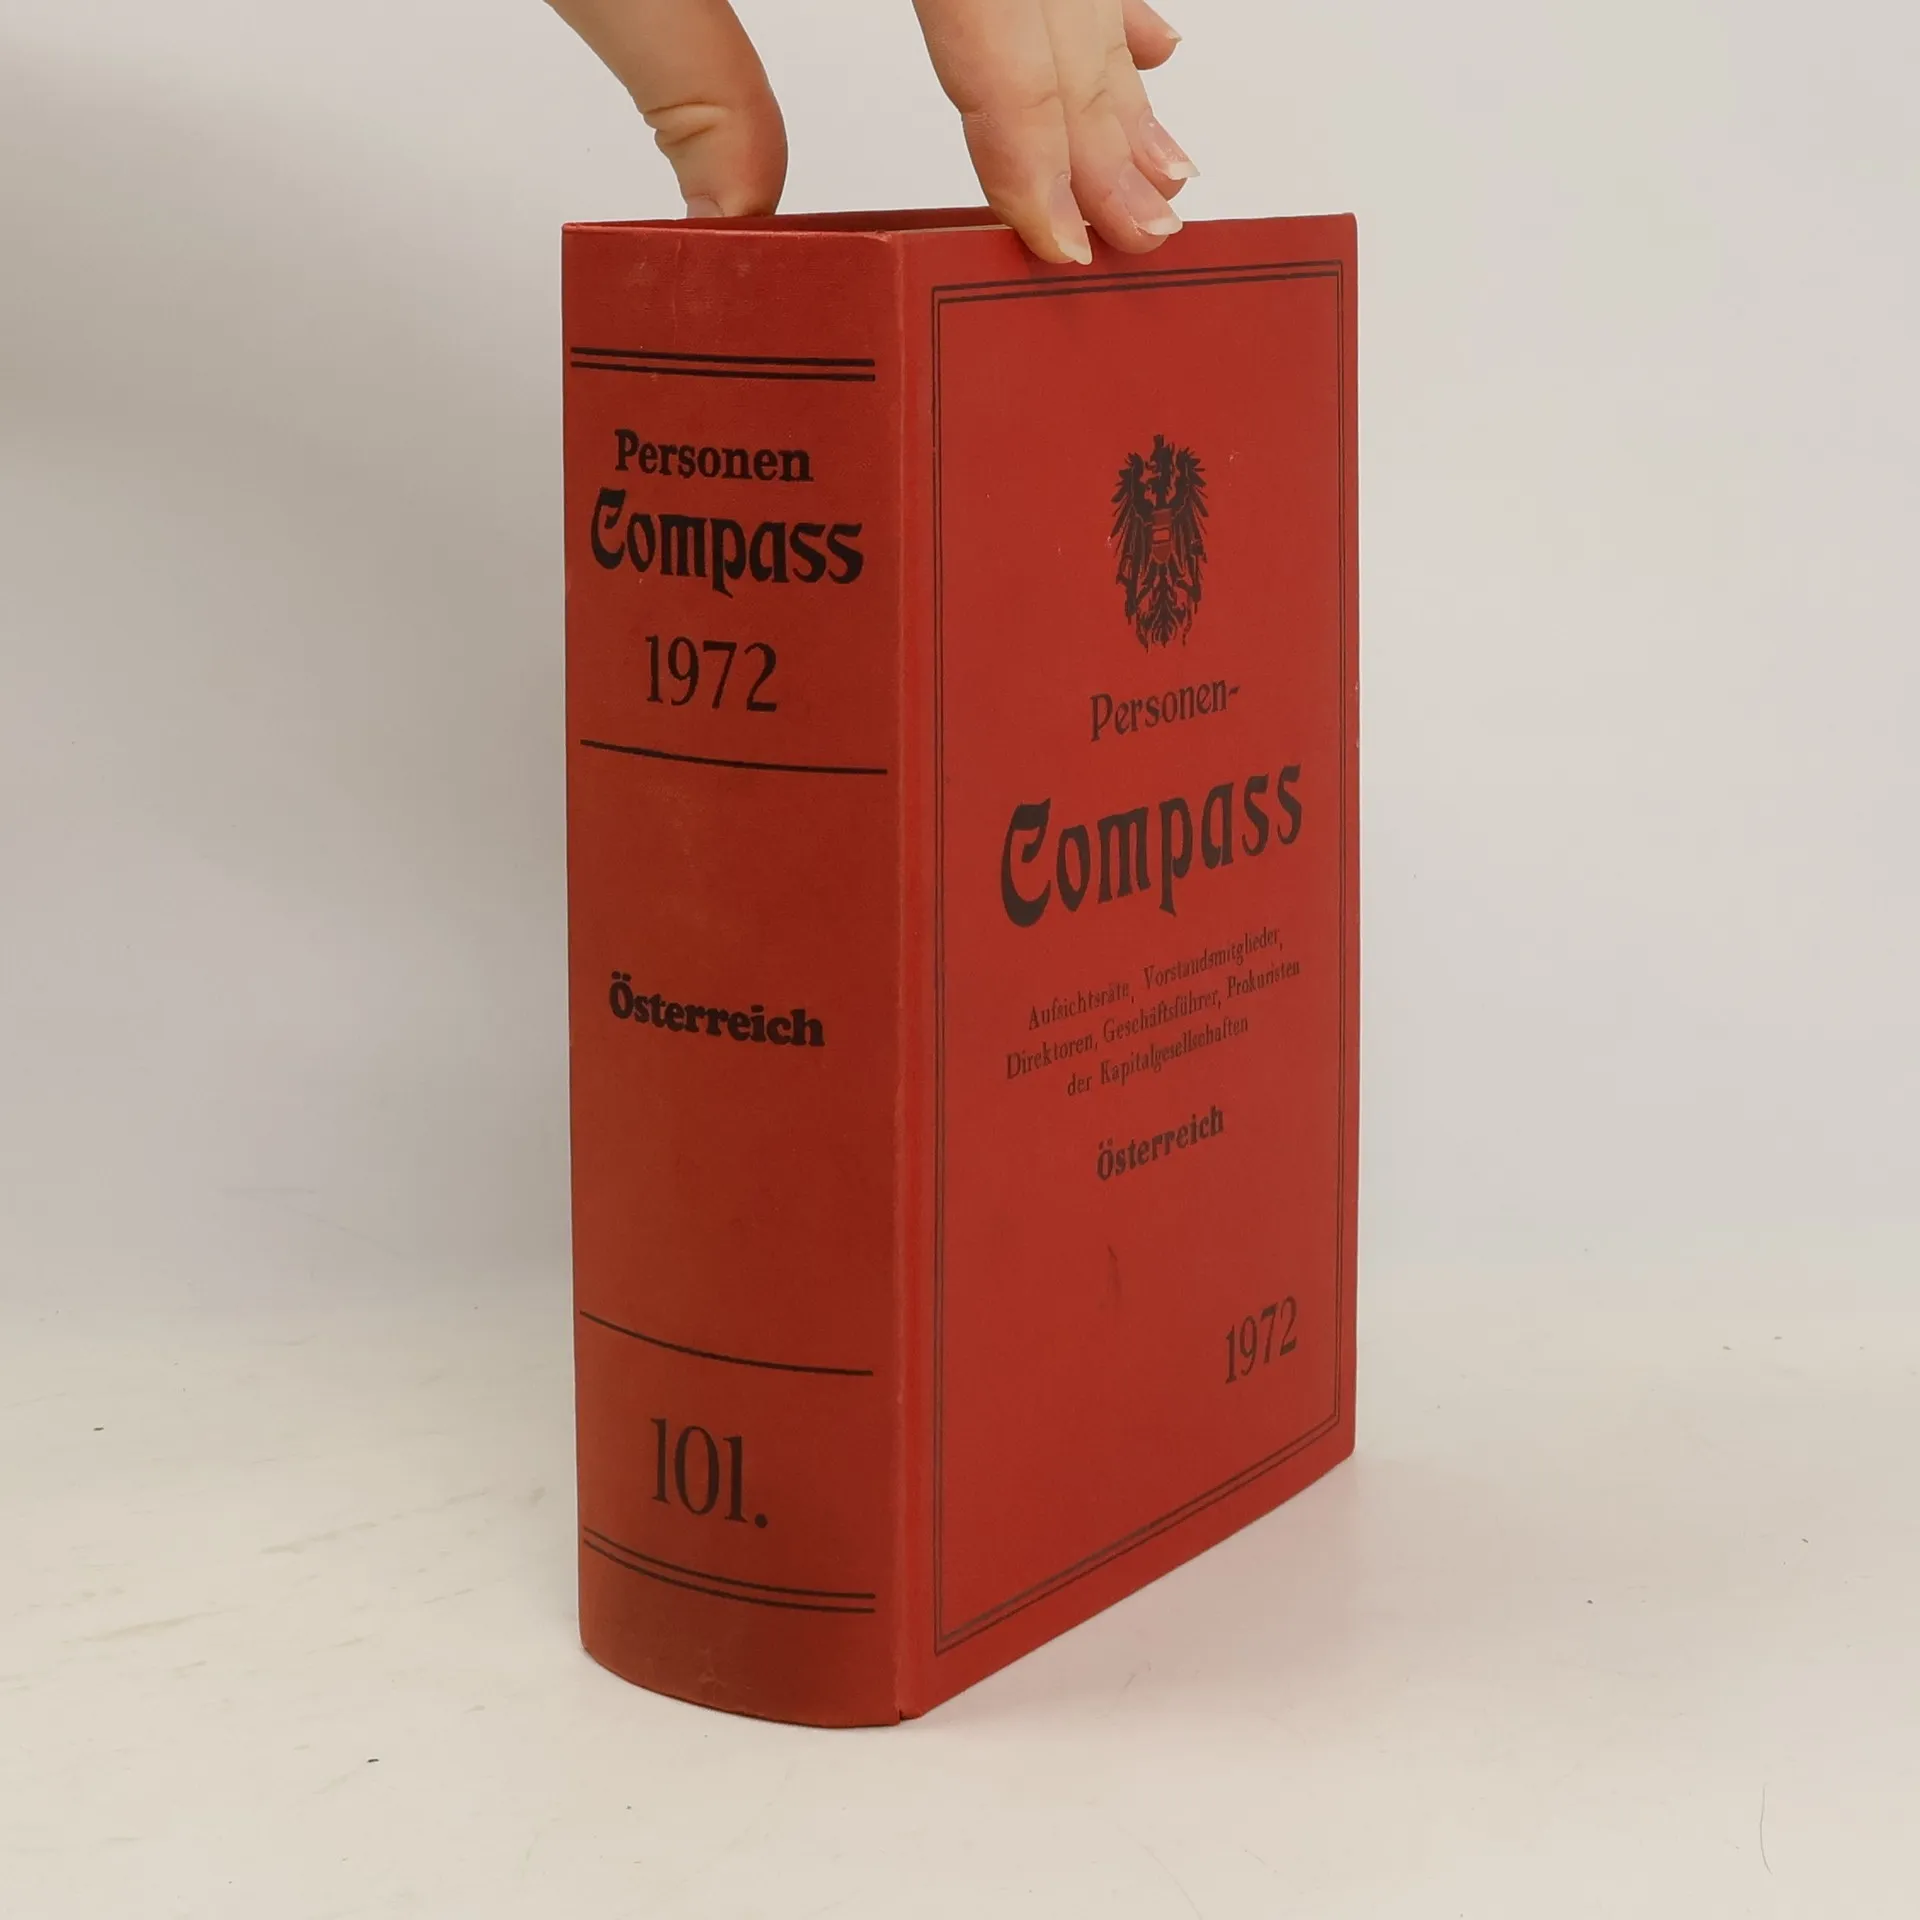 Personen
Compass
1972
Österreich
101.
Personen-
Compass
Aufsichtsräte, Vorstandsmitglieder,
Direktoren, Geschäftsführer, Prokuristen
der Kapitalgesellschaften
Österreich
1972